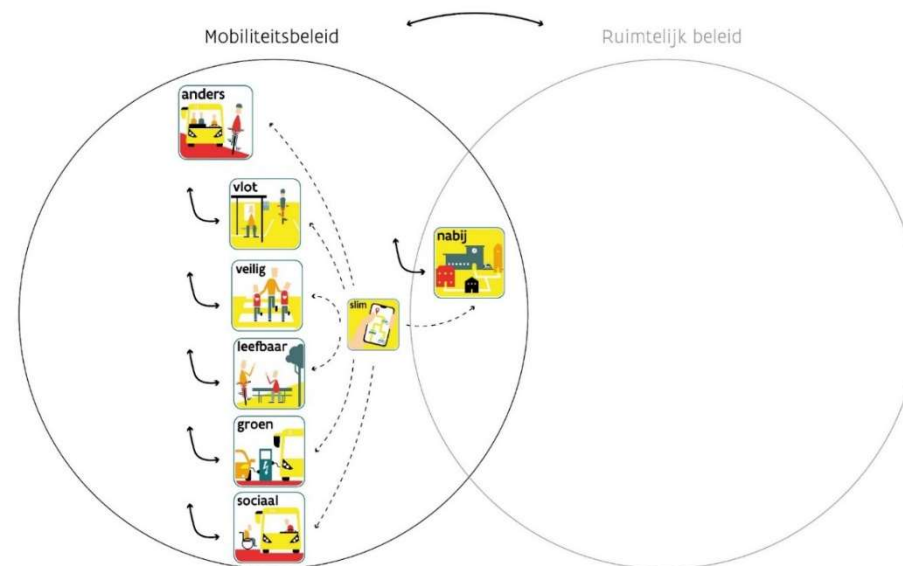 Mobiliteitsbeleid
Ruimtelijk beleid
anders
vlot
nabij
veilig
slim
leefbaar
groen
sociaal